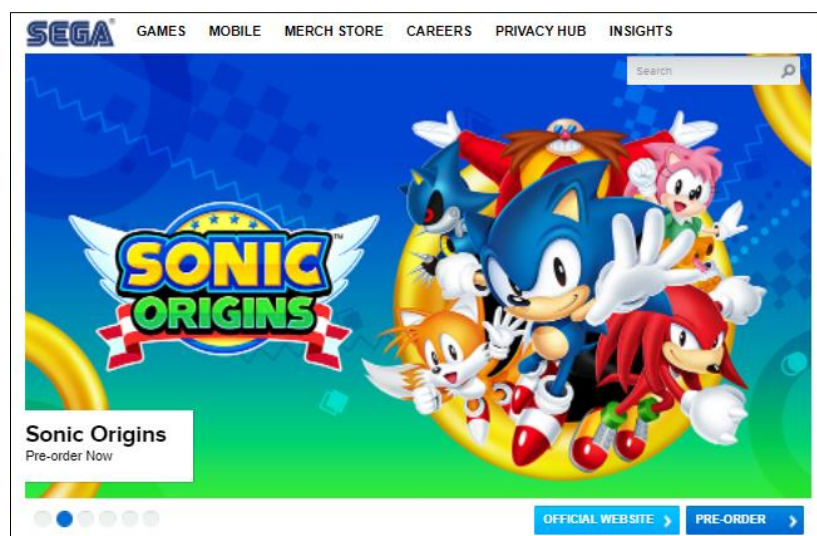 SEGA® GAMES MOBILE MERCH STORE CAREERS PRIVACY HUB INSIGHTS
Search
SONIC™
ORIGINS
Sonic Origins
Pre-order Now
OFFICIAL WEBSITE PRE-ORDER